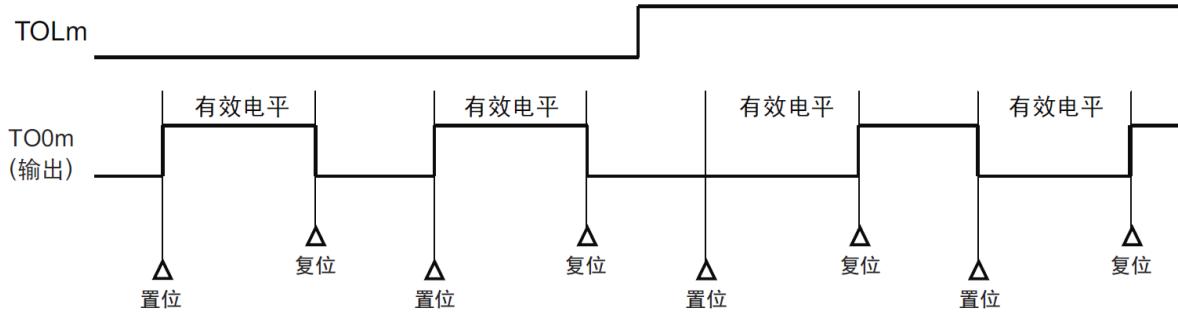 TOLm
有效电平 有效电平 有效电平 有效电平
TO0m
(输出)
复位 复位 复位 复位
置位 置位 置位 置位